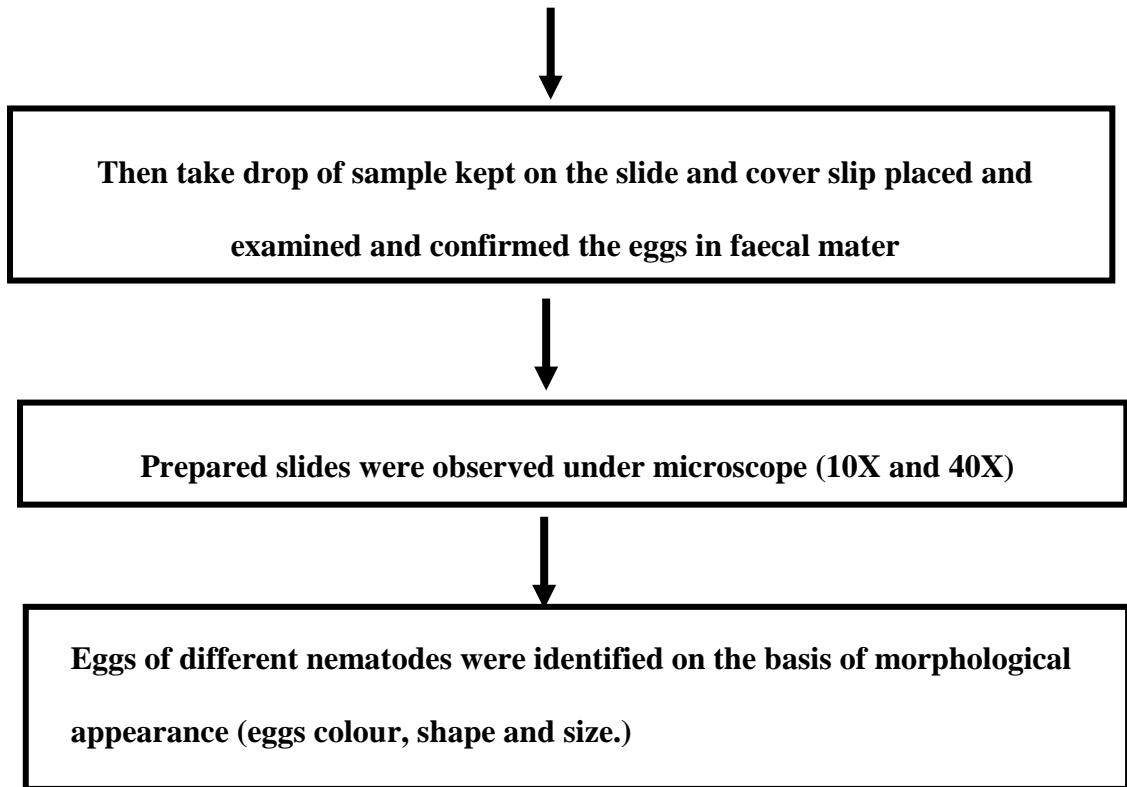 Then take drop of sample kept on the slide and cover slip placed and
examined and confirmed the eggs in faecal mater
Prepared slides were observed under microscope (10X and 40X)
Eggs of different nematodes were identified on the basis of morphological
appearance (eggs colour, shape and size.)